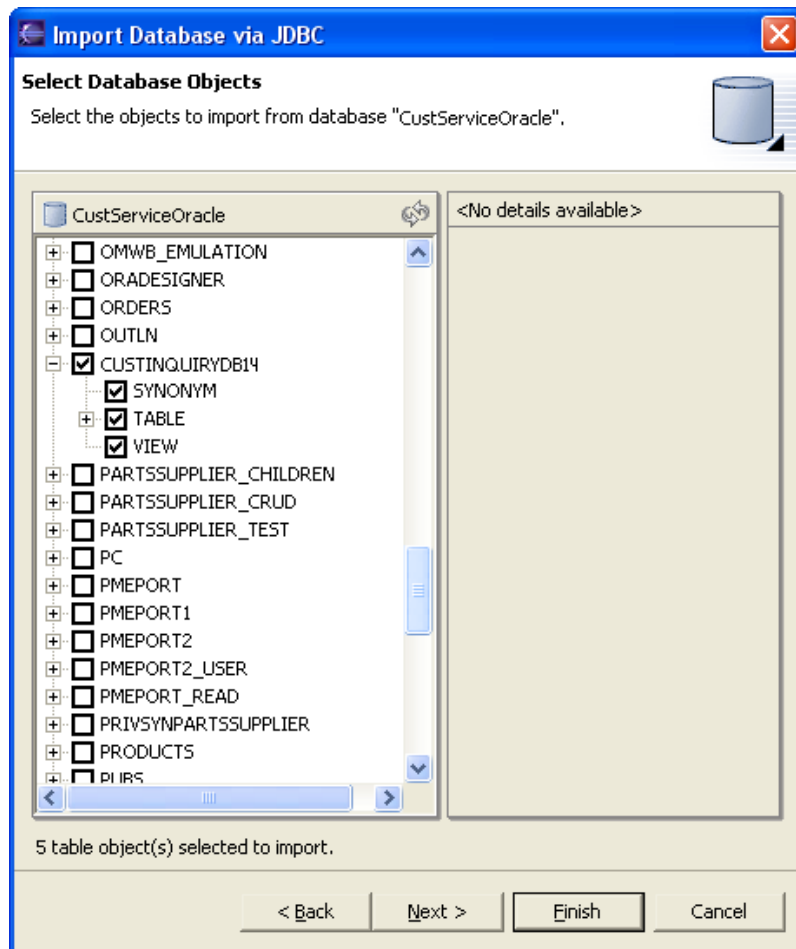 Import Database via JDBC
Select Database Objects
Select the objects to import from database "CustServiceOracle".
CustServiceOracle
<No details available>
OMWB_EMULATION
ORADESIGNER
ORDERS
OUTLN
CUSTINQUIRYDB14
SYNONYM
TABLE
VIEW
PARTSSUPPLIER_CHILDREN
PARTSSUPPLIER_CRUD
PARTSSUPPLIER_TEST
PC
PMEPORT
PMEPORT1
PMEPORT2
PMEPORT2_USER
PMEPORT_READ
PRIVSYNPARTSSUPPLIER
PRODUCTS
PUBS
5 table object(s) selected to import.
< Back
Next >
Finish
Cancel